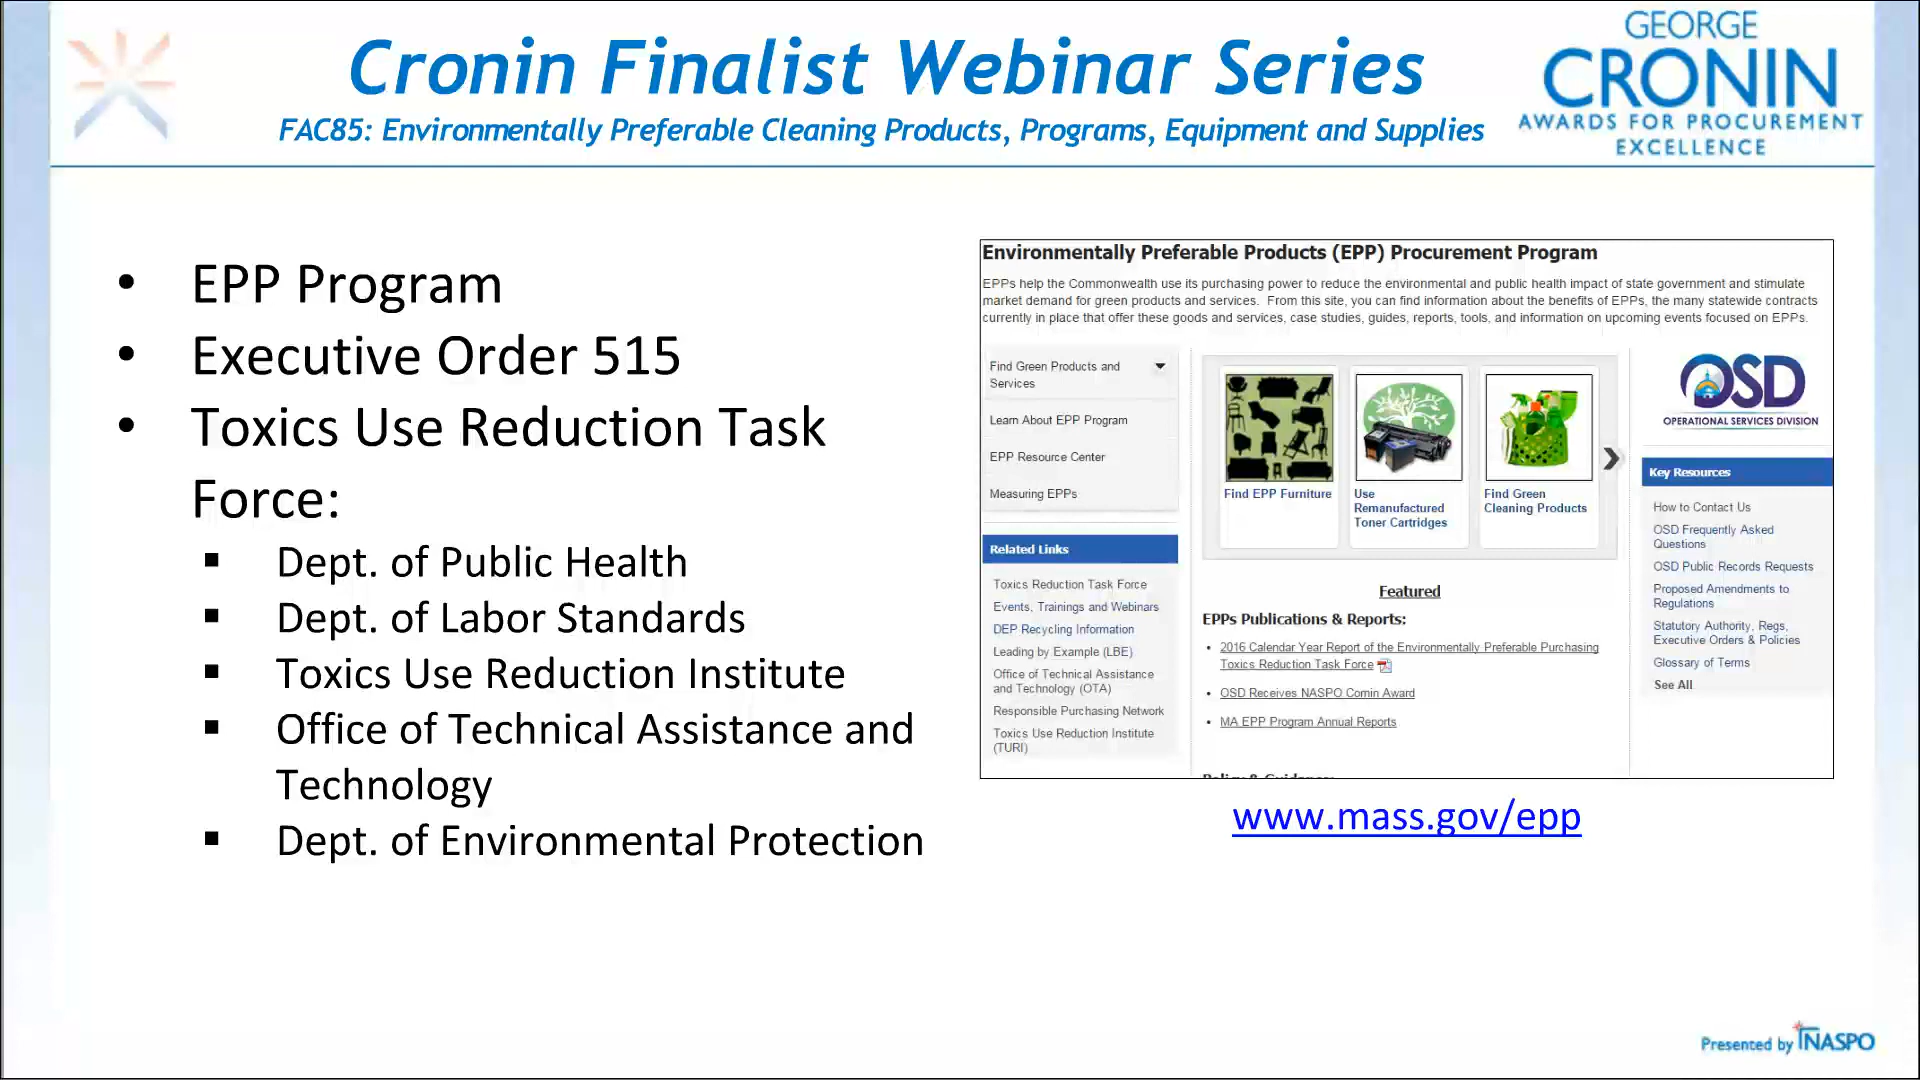 Cronin Finalist Webinar Series
FAC85: Environmentally Preferable Cleaning Products, Programs, Equipment and Supplies
GEORGE
CRONIN
AWARDS FOR PROCUREMENT
EXCELLENCE
• EPP Program
• Executive Order 515
• Toxics Use Reduction Task
Force:
▪ Dept. of Public Health
▪ Dept. of Labor Standards
▪ Toxics Use Reduction Institute
▪ Office of Technical Assistance and
Technology
▪ Dept. of Environmental Protection
Environmentally Preferable Products (EPP) Procurement Program
EPPs help the Commonwealth use its purchasing power to reduce the environmental and public health impact of state government and stimulate
market demand for green products and services. From this site, you can find information about the benefits of EPPs, the many statewide contracts
currently in place that offer these goods and services, case studies, guides, reports, tools, and information on upcoming events focused on EPPs.
Find Green Products and
Services
Learn About EPP Program
EPP Resource Center
Measuring EPPs
Related Links
Toxics Reduction Task Force
Events, Trainings and Webinars
DEP Recycling Information
Leading by Example (LBE)
Office of Technical Assistance
and Technology (OTA)
Responsible Purchasing Network
Toxics Use Reduction Institute
(TURI)
Find EPP Furniture
Use
Remanufactured
Toner Cartridges
Find Green
Cleaning Products
Featured
EPPs Publications & Reports:
• 2016 Calendar Year Report of the Environmentally Preferable Purchasing
Toxics Reduction Task Force
• OSD Receives NASPO Cronin Award
• MA EPP Program Annual Reports
Policy & Guidance:
OSD
OPERATIONAL SERVICES DIVISION
Key Resources
How to Contact Us
OSD Frequently Asked
Questions
OSD Public Records Requests
Proposed Amendments to
Regulations
Statutory Authority, Regs,
Executive Orders & Policies
Glossary of Terms
See All
www.mass.gov/epp
Presented by NASPO